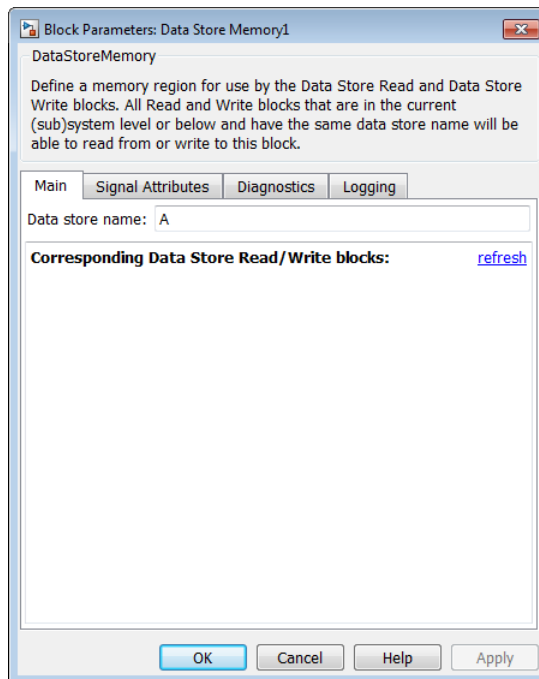 Block Parameters: Data Store Memory1
DataStoreMemory
Define a memory region for use by the Data Store Read and Data Store
Write blocks. All Read and Write blocks that are in the current
(sub)system level or below and have the same data store name will be
able to read from or write to this block.
Main Signal Attributes Diagnostics Logging
Data store name: A
Corresponding Data Store Read/Write blocks: refresh
OK Cancel Help Apply